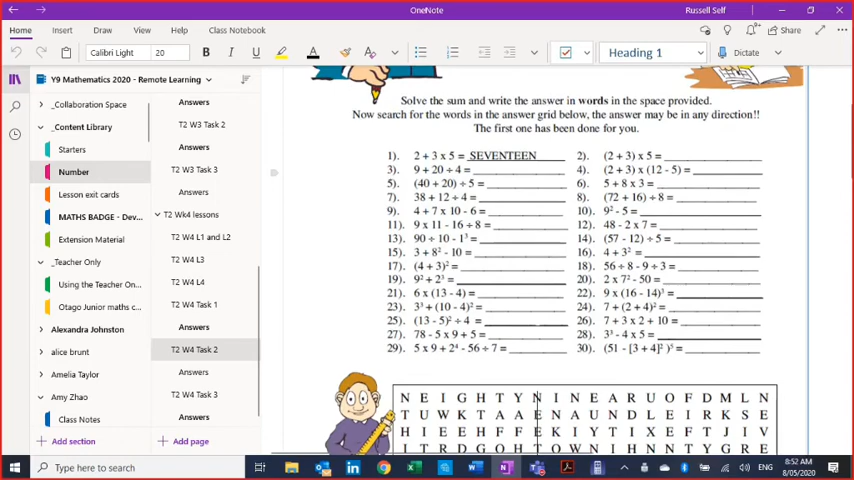 OneNote
Russell Self
Home Insert Draw View Help Class Notebook
Share
Calibri Light 20 B I U A Heading 1 Dictate
Y9 Mathematics 2020 - Remote Learning
_Collaboration Space
_Content Library
Starters
Number
Lesson exit cards
MATHS BADGE - Dev...
Extension Material
_Teacher Only
Using the Teacher On...
Otago Junior maths c...
Alexandra Johnston
alice brunt
Amelia Taylor
Amy Zhao
Class Notes
+ Add section
Answers
T2 W3 Task 2
Answers
T2 W3 Task 3
Answers
T2 Wk4 lessons
T2 W4 L1 and L2
T2 W4 L3
T2 W4 L4
T2 W4 Task 1
Answers
T2 W4 Task 2
Answers
T2 W4 Task 3
Answers
+ Add page
Solve the sum and write the answer in words in the space provided.
Now search for the words in the answer grid below, the answer may be in any direction!!
The first one has been done for you.
1). 2 + 3 x 5 = SEVENTEEN 2). (2 + 3) x 5 =
3). 9 + 20 ÷ 4 = 4). (2 + 3) x (12 - 5) =
5). (40 + 20) ÷ 5 = 6). 5 + 8 x 3 =
7). 38 + 12 ÷ 4 = 8). (72 + 16) ÷ 8 =
9). 4 + 7 x 10 - 6 = 10). 9² - 5 =
11). 9 x 11 - 16 ÷ 8 = 12). 48 - 2 x 7 =
13). 90 ÷ 10 - 1³ = 14). (57 - 12) ÷ 5 =
15). 3 + 8² - 10 = 16). 4 + 3² =
17). (4 + 3)² = 18). 56 ÷ 8 - 9 ÷ 3 =
19). 9² + 2³ = 20). 2 x 7² - 50 =
21). 6 x (13 - 4) = 22). 9 x (16 - 14)³ =
23). 3³ + (10 - 4)² = 24). 7 + (2 + 4)² =
25). (13 - 5)² ÷ 4 = 26). 7 + 3 x 2 + 10 =
27). 78 - 5 x 9 + 5 = 28). 3³ - 4 x 5 =
29). 5 x 9 + 2⁴ - 56 ÷ 7 = 30). (51 - [3 + 4]² )⁵ =
N E I G H T Y N I N E A R U O F D M L N
T U W K T A A E N A U N D L E I R K S E
H I E E H F F E K I Y T I X E F T J I V
I T R D G O H T O W N I H N N T Y G R E
Type here to search
ENG
8:52 AM
8/05/2020